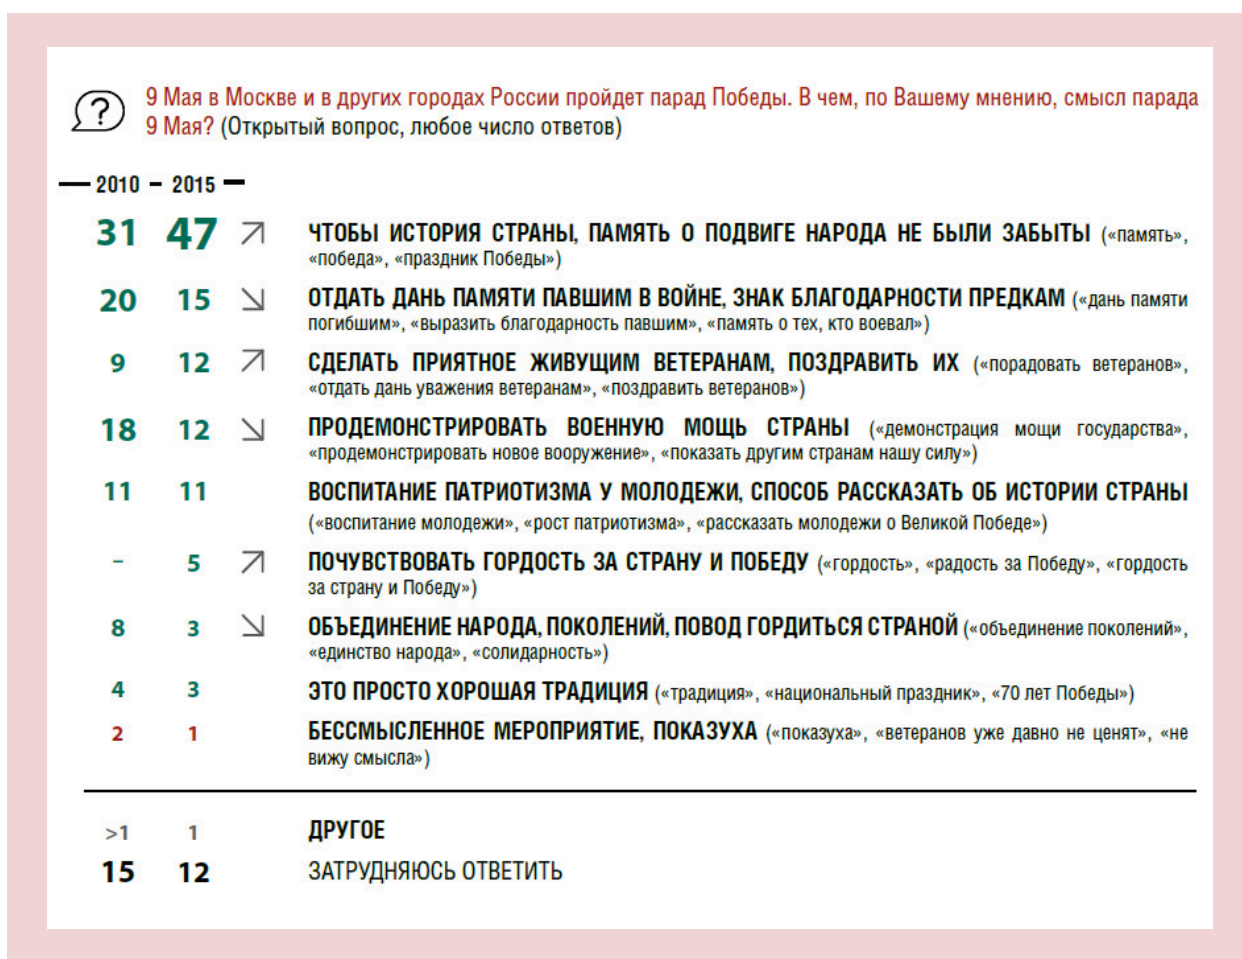 9 Мая в Москве и в других городах России пройдет парад Победы. В чем, по Вашему мнению, смысл парада
9 Мая? (Открытый вопрос, любое число ответов)
2010 - 2015
31 47 ЧТОБЫ ИСТОРИЯ СТРАНЫ, ПАМЯТЬ О ПОДВИГЕ НАРОДА НЕ БЫЛИ ЗАБЫТЫ («память»,
«победа», «праздник Победы»)
20 15 ОТДАТЬ ДАНЬ ПАМЯТИ ПАВШИМ В ВОЙНЕ, ЗНАК БЛАГОДАРНОСТИ ПРЕДКАМ («дань памяти
погибшим», «выразить благодарность павшим», «память о тех, кто воевал»)
9 12 СДЕЛАТЬ ПРИЯТНОЕ ЖИВУЩИМ ВЕТЕРАНАМ, ПОЗДРАВИТЬ ИХ («порадовать ветеранов»,
«отдать дань уважения ветеранам», «поздравить ветеранов»)
18 12 ПРОДЕМОНСТРИРОВАТЬ ВОЕННУЮ МОЩЬ СТРАНЫ («демонстрация мощи государства»,
«продемонстрировать новое вооружение», «показать другим странам нашу силу»)
11 11 ВОСПИТАНИЕ ПАТРИОТИЗМА У МОЛОДЕЖИ, СПОСОБ РАССКАЗАТЬ ОБ ИСТОРИИ СТРАНЫ
(«воспитание молодежи», «рост патриотизма», «рассказать молодежи о Великой Победе»)
– 5 ПОЧУВСТВОВАТЬ ГОРДОСТЬ ЗА СТРАНУ И ПОБЕДУ («гордость», «радость за Победу», «гордость
за страну и Победу»)
8 3 ОБЪЕДИНЕНИЕ НАРОДА, ПОКОЛЕНИЙ, ПОВОД ГОРДИТЬСЯ СТРАНОЙ («объединение поколений»,
«единство народа», «солидарность»)
4 3 ЭТО ПРОСТО ХОРОШАЯ ТРАДИЦИЯ («традиция», «национальный праздник», «70 лет Победы»)
2 1 БЕССМЫСЛЕННОЕ МЕРОПРИЯТИЕ, ПОКАЗУХА («показуха», «ветеранов уже давно не ценят», «не
вижу смысла»)
>1 1 ДРУГОЕ
15 12 ЗАТРУДНЯЮСЬ ОТВЕТИТЬ